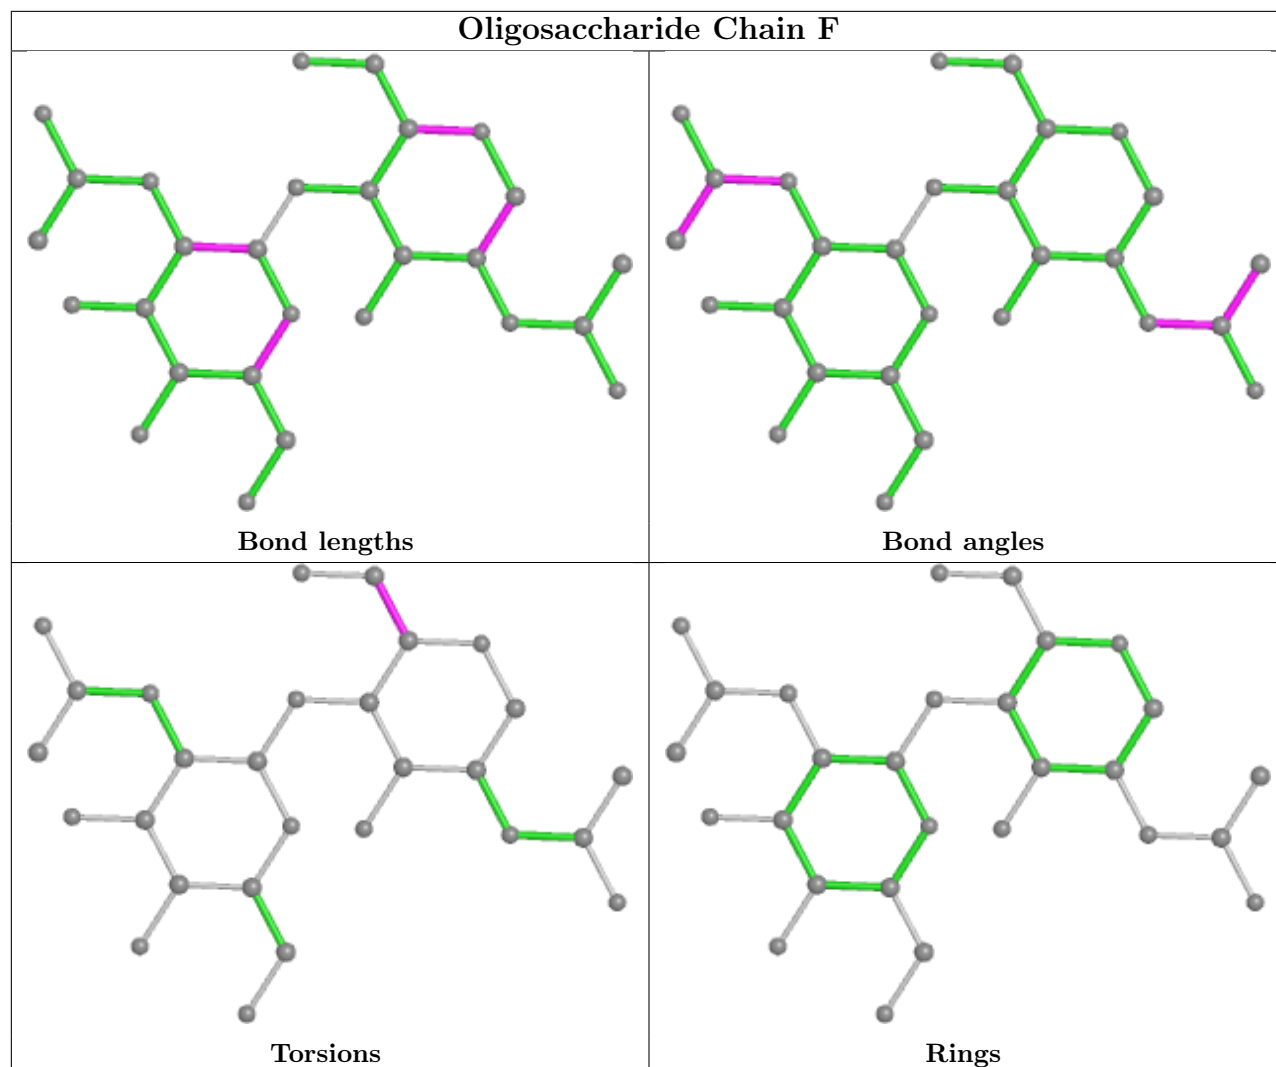 Oligosaccharide Chain F
Bond lengths
Bond angles
Torsions
Rings